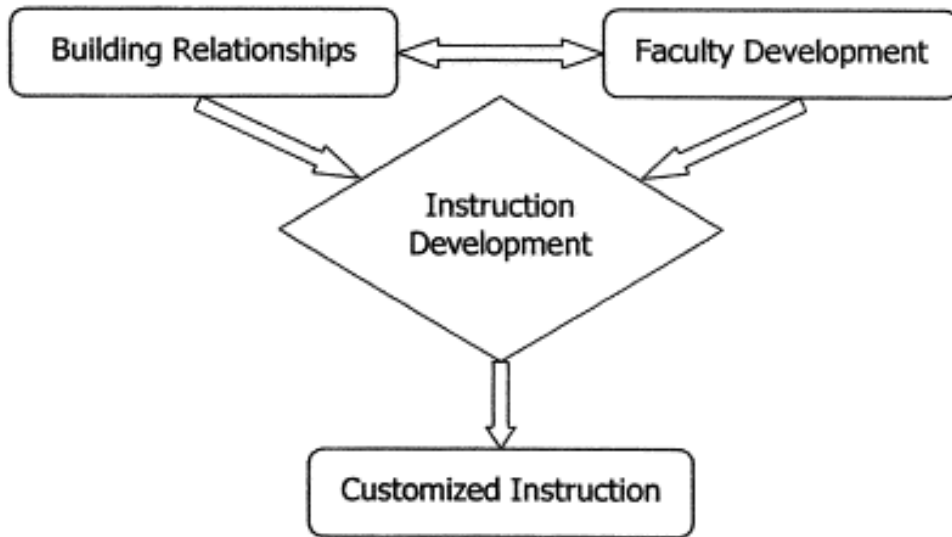 Building Relationships
Faculty Development
Instruction
Development
Customized Instruction